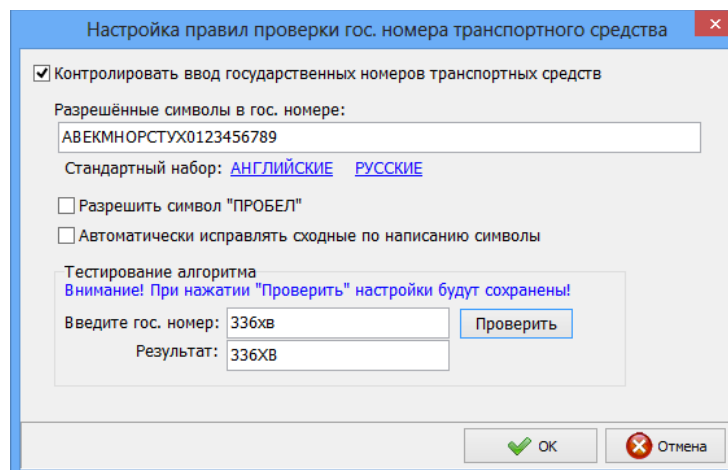 Настройка правил проверки гос. номера транспортного средства
Контролировать ввод государственных номеров транспортных средств
Разрешённые символы в гос. номере:
АВЕКМНОРСТУХ0123456789
Стандартный набор: АНГЛИЙСКИЕ РУССКИЕ
Разрешить символ "ПРОБЕЛ"
Автоматически исправлять сходные по написанию символы
Тестирование алгоритма
Внимание! При нажатии "Проверить" настройки будут сохранены!
Введите гос. номер: 336хв Проверить
Результат: 336ХВ
OK Отмена